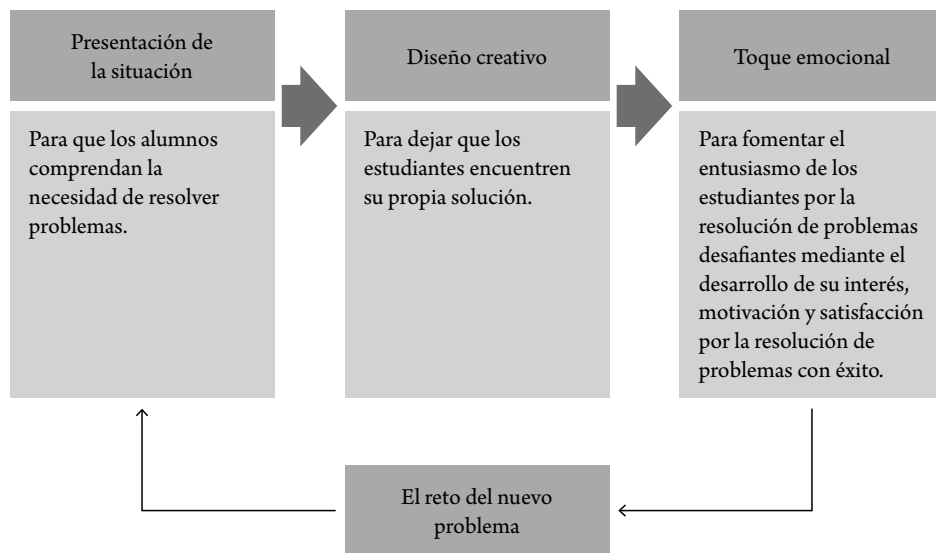 Presentación de
la situación
Para que los alumnos
comprendan la
necesidad de resolver
problemas.
Diseño creativo
Para dejar que los
estudiantes encuentren
su propia solución.
Toque emocional
Para fomentar el
entusiasmo de los
estudiantes por la
resolución de problemas
desafiantes mediante el
desarrollo de su interés,
motivación y satisfacción
por la resolución de
problemas con éxito.
El reto del nuevo
problema